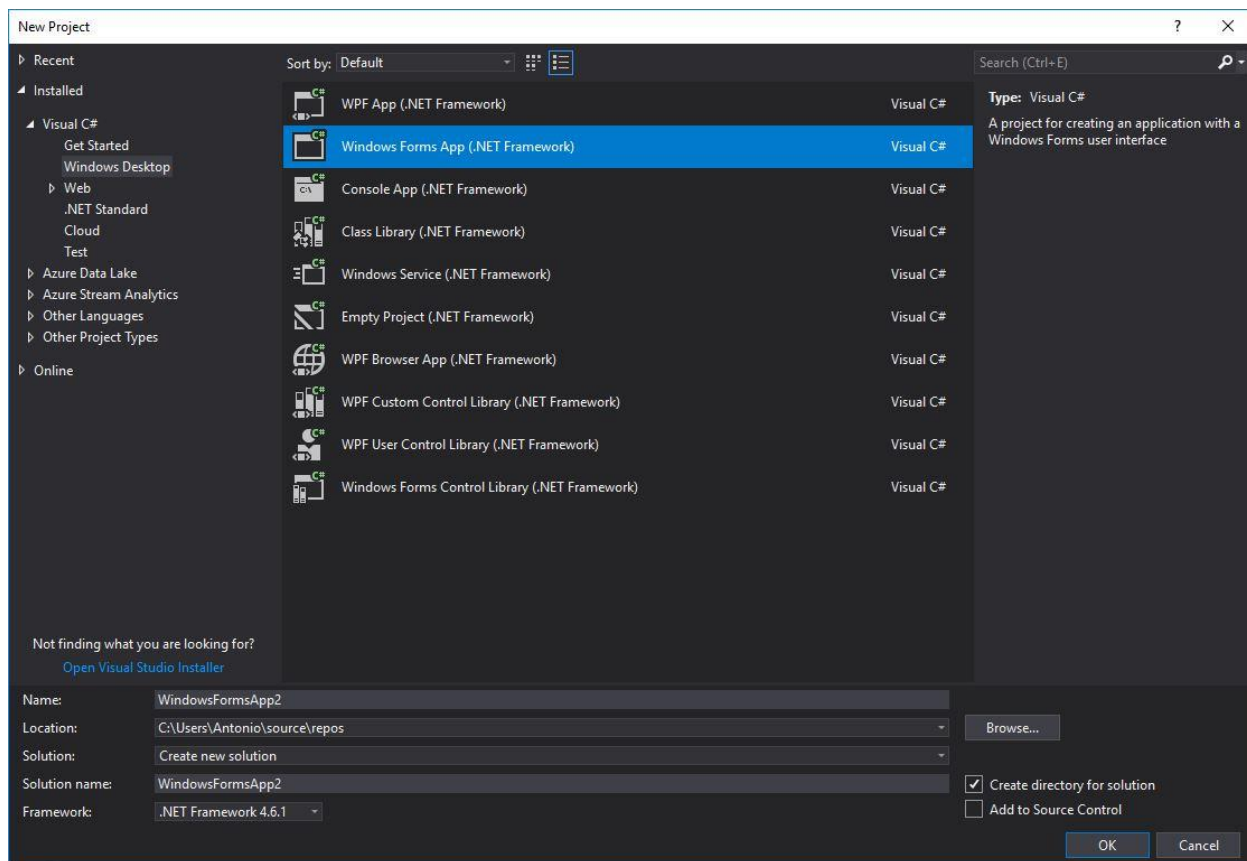 New Project
? ×
Recent
Installed
Visual C#
Get Started
Windows Desktop
Web
.NET Standard
Cloud
Test
Azure Data Lake
Azure Stream Analytics
Other Languages
Other Project Types
Online
Not finding what you are looking for?
Open Visual Studio Installer
Sort by: Default
WPF App (.NET Framework) Visual C#
Windows Forms App (.NET Framework) Visual C#
Console App (.NET Framework) Visual C#
Class Library (.NET Framework) Visual C#
Windows Service (.NET Framework) Visual C#
Empty Project (.NET Framework) Visual C#
WPF Browser App (.NET Framework) Visual C#
WPF Custom Control Library (.NET Framework) Visual C#
WPF User Control Library (.NET Framework) Visual C#
Windows Forms Control Library (.NET Framework) Visual C#
Search (Ctrl+E)
Type: Visual C#
A project for creating an application with a
Windows Forms user interface
Name: WindowsFormsApp2
Location: C:\Users\Antonio\source\repos
Browse...
Solution: Create new solution
Solution name: WindowsFormsApp2
Create directory for solution
Framework: .NET Framework 4.6.1
Add to Source Control
OK Cancel